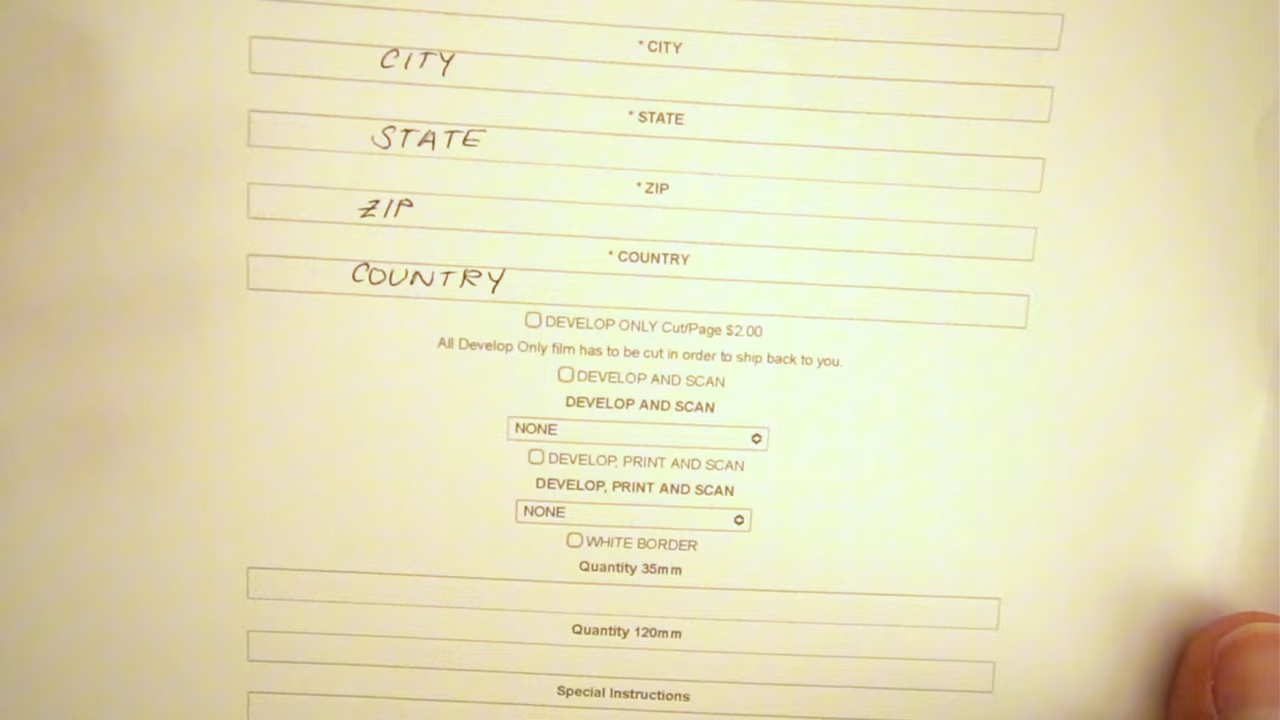 * CITY
CITY
* STATE
STATE
* ZIP
ZIP
* COUNTRY
COUNTRY
DEVELOP ONLY Cut/Page $2.00
All Develop Only film has to be cut in order to ship back to you.
DEVELOP AND SCAN
DEVELOP AND SCAN
NONE
DEVELOP, PRINT AND SCAN
DEVELOP, PRINT AND SCAN
NONE
WHITE BORDER
Quantity 35mm
Quantity 120mm
Special Instructions